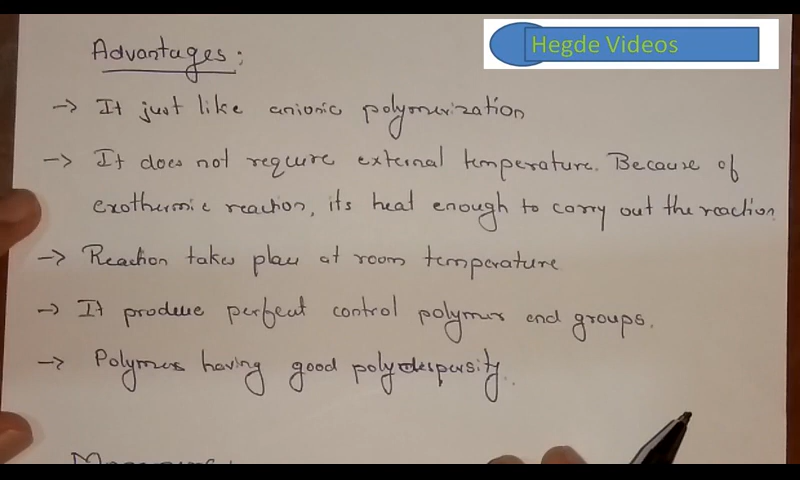 Hegde Videos
Advantages:
→ It just like anionic polymerization
→ It does not require external temperature. Because of
exothermic reaction, its heat enough to carry out the reaction
→ Reaction takes place at room temperature
→ It produce perfect control polymer end groups.
→ Polymers having good polydispersity.